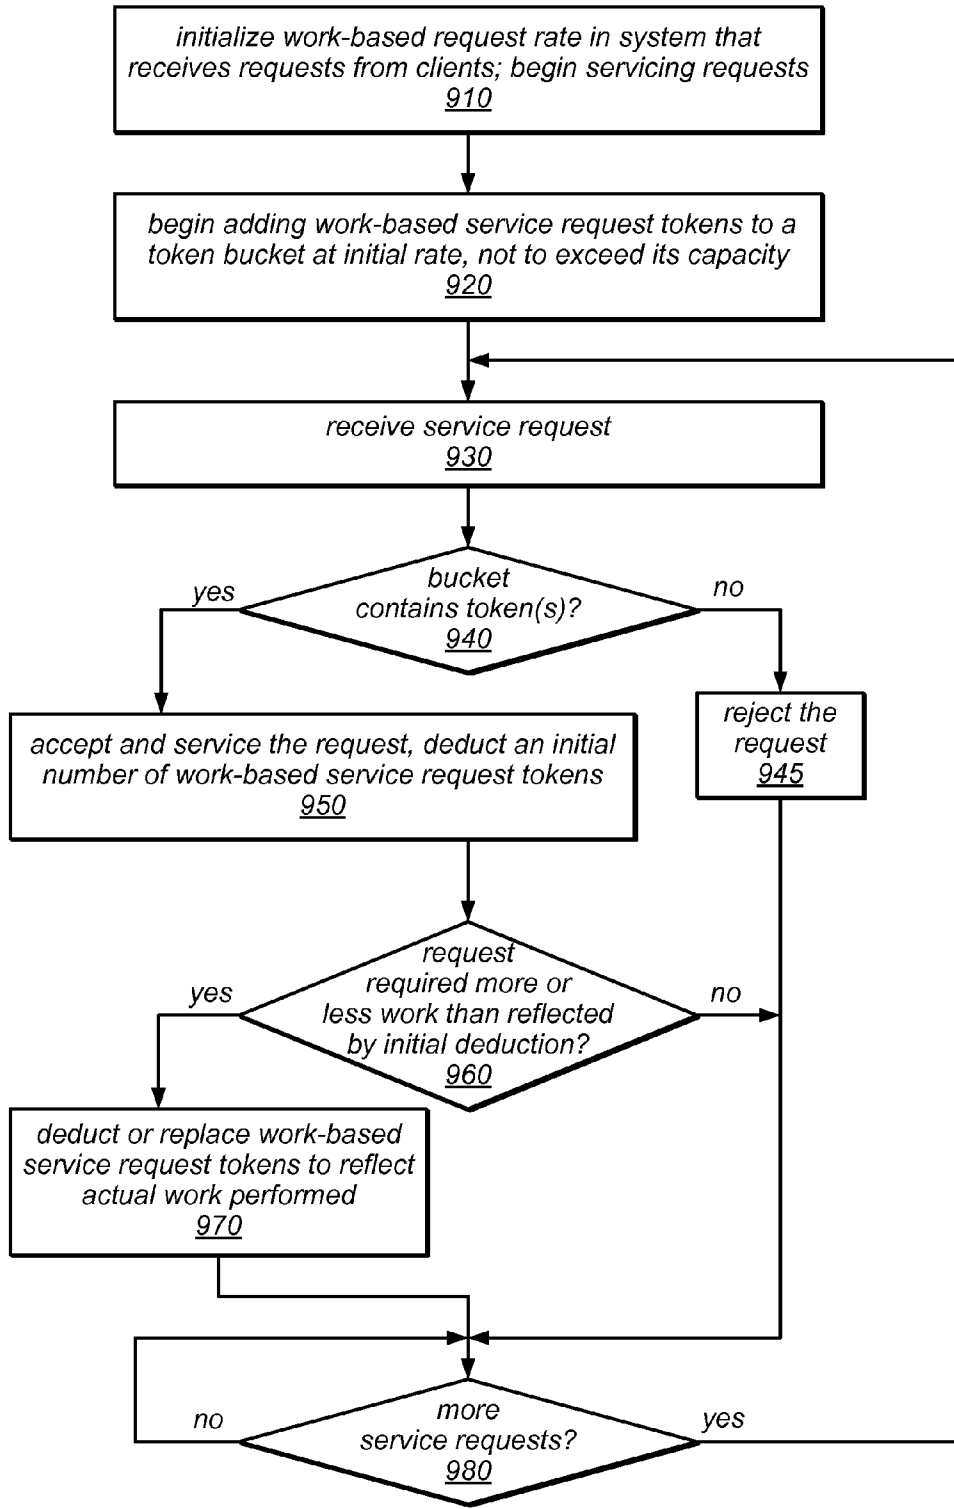 initialize work-based request rate in system that
receives requests from clients; begin servicing requests
910
begin adding work-based service request tokens to a
token bucket at initial rate, not to exceed its capacity
920
receive service request
930
bucket
contains token(s)?
940
yes
no
reject the
request
945
accept and service the request, deduct an initial
number of work-based service request tokens
950
request
required more or
less work than reflected
by initial deduction?
960
yes
no
deduct or replace work-based
service request tokens to reflect
actual work performed
970
more
service requests?
980
no
yes